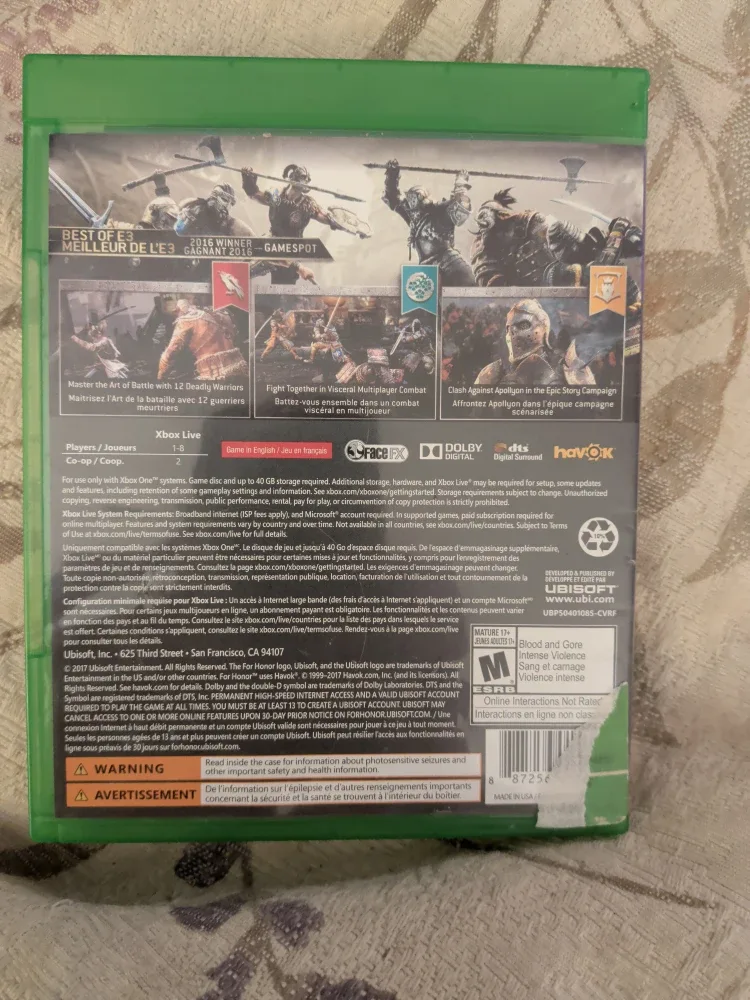 BEST OF E3
MEILLEUR DE L'E3
2016 WINNER
GAGNANT 2016
GAMESPOT
Master the Art of Battle with 12 Deadly Warriors
Maîtrisez l'Art de la bataille avec 12 guerriers
meurtriers
Fight Together in Visceral Multiplayer Combat
Battez-vous ensemble dans un combat
viscéral en multijoueur
Clash Against Apollyon in the Epic Story Campaign
Affrontez Apollyon dans l'épique campagne
scénarisée
Xbox Live
Players / Joueurs 1-8
Co-op / Coop. 2
Game in English / Jeu en français
FaceFX
DOLBY
DIGITAL
dts
Digital Surround
havok
For use only with Xbox One™ systems. Game disc and up to 40 GB storage required. Additional storage, hardware, and Xbox Live® may be required for setup, some updates
and features, including retention of some gameplay settings and information. See xbox.com/xboxone/gettingstarted. Storage requirements subject to change. Unauthorized
copying, reverse engineering, transmission, public performance, rental, pay for play, or circumvention of copy protection is strictly prohibited.
Xbox Live System Requirements: Broadband internet (ISP fees apply), and Microsoft® account required. In supported games, paid subscription required for
online multiplayer. Features and system requirements vary by country and over time. Not available in all countries, see xbox.com/live/countries. Subject to Terms
of Use at xbox.com/live/termsofuse. See xbox.com/live for full details.
Uniquement compatible avec les systèmes Xbox One™. Le disque de jeu et jusqu'à 40 Go d'espace disque requis. De l'espace d'emmagasinage supplémentaire,
Xbox Live® ou du matériel particulier peuvent être nécessaires pour certaines mises à jour et fonctionnalités, y compris pour l'enregistrement des
paramètres de jeu et de renseignements. Consultez la page xbox.com/xboxone/gettingstarted. Les exigences d'emmagasinage peuvent changer.
Toute copie non-autorisée, rétroconception, transmission, représentation publique, location, facturation de l'utilisation et tout contournement de la
protection contre la copie sont strictement interdits.
Configuration minimale requise pour Xbox Live : Un accès à Internet large bande (des frais d'accès à Internet s'appliquent) et un compte Microsoft®
sont nécessaires. Pour certains jeux multijoueurs en ligne, un abonnement payant est obligatoire. Les fonctionnalités et les contenus peuvent varier
en fonction des pays et au fil du temps. Consultez le site xbox.com/live/countries pour la liste des pays dans lesquels le service
est offert. Certaines conditions s'appliquent, consultez le site xbox.com/live/termsofuse. Rendez-vous à la page xbox.com/live
pour consulter tous les détails.
10%
DEVELOPED & PUBLISHED BY
DÉVELOPPÉ ET ÉDITÉ PAR
UBISOFT
www.ubi.com
UBP50401085-CVRF
Ubisoft, Inc. • 625 Third Street • San Francisco, CA 94107
© 2017 Ubisoft Entertainment. All Rights Reserved. The For Honor logo, Ubisoft, and the Ubisoft logo are trademarks of Ubisoft
Entertainment in the US and/or other countries. For Honor™ uses Havok®. © 1999-2017 Havok.com, Inc. (and its licensors). All
Rights Reserved. See havok.com for details. Dolby and the double-D symbol are trademarks of Dolby Laboratories. DTS and the
Symbol are registered trademarks of DTS, Inc. PERMANENT HIGH-SPEED INTERNET ACCESS AND A VALID UBISOFT ACCOUNT
REQUIRED TO PLAY THE GAME AT ALL TIMES. YOU MUST BE AT LEAST 13 TO CREATE A UBISOFT ACCOUNT. UBISOFT MAY
CANCEL ACCESS TO ONE OR MORE ONLINE FEATURES UPON 30-DAY PRIOR NOTICE ON FORHONOR.UBISOFT.COM. / Une
connexion Internet à haut débit permanente et un compte Ubisoft valide sont nécessaires pour jouer à ce jeu à tout moment.
Seules les personnes âgées de 13 ans et plus peuvent créer un compte Ubisoft. Ubisoft peut résilier l'accès aux fonctionnalités en
ligne sous préavis de 30 jours sur forhonor.ubisoft.com.
MATURE 17+
JEUNES ADULTES 17+
M
ESRB
Blood and Gore
Intense Violence
Sang et carnage
Violence intense
Online Interactions Not Rated
Interactions en ligne non clas
8 87256
MADE IN USA /
WARNING
Read inside the case for information about photosensitive seizures and
other important safety and health information.
AVERTISSEMENT
De l'information sur l'épilepsie et d'autres renseignements importants
concernant la sécurité et la santé se trouvent à l'intérieur du boîtier.